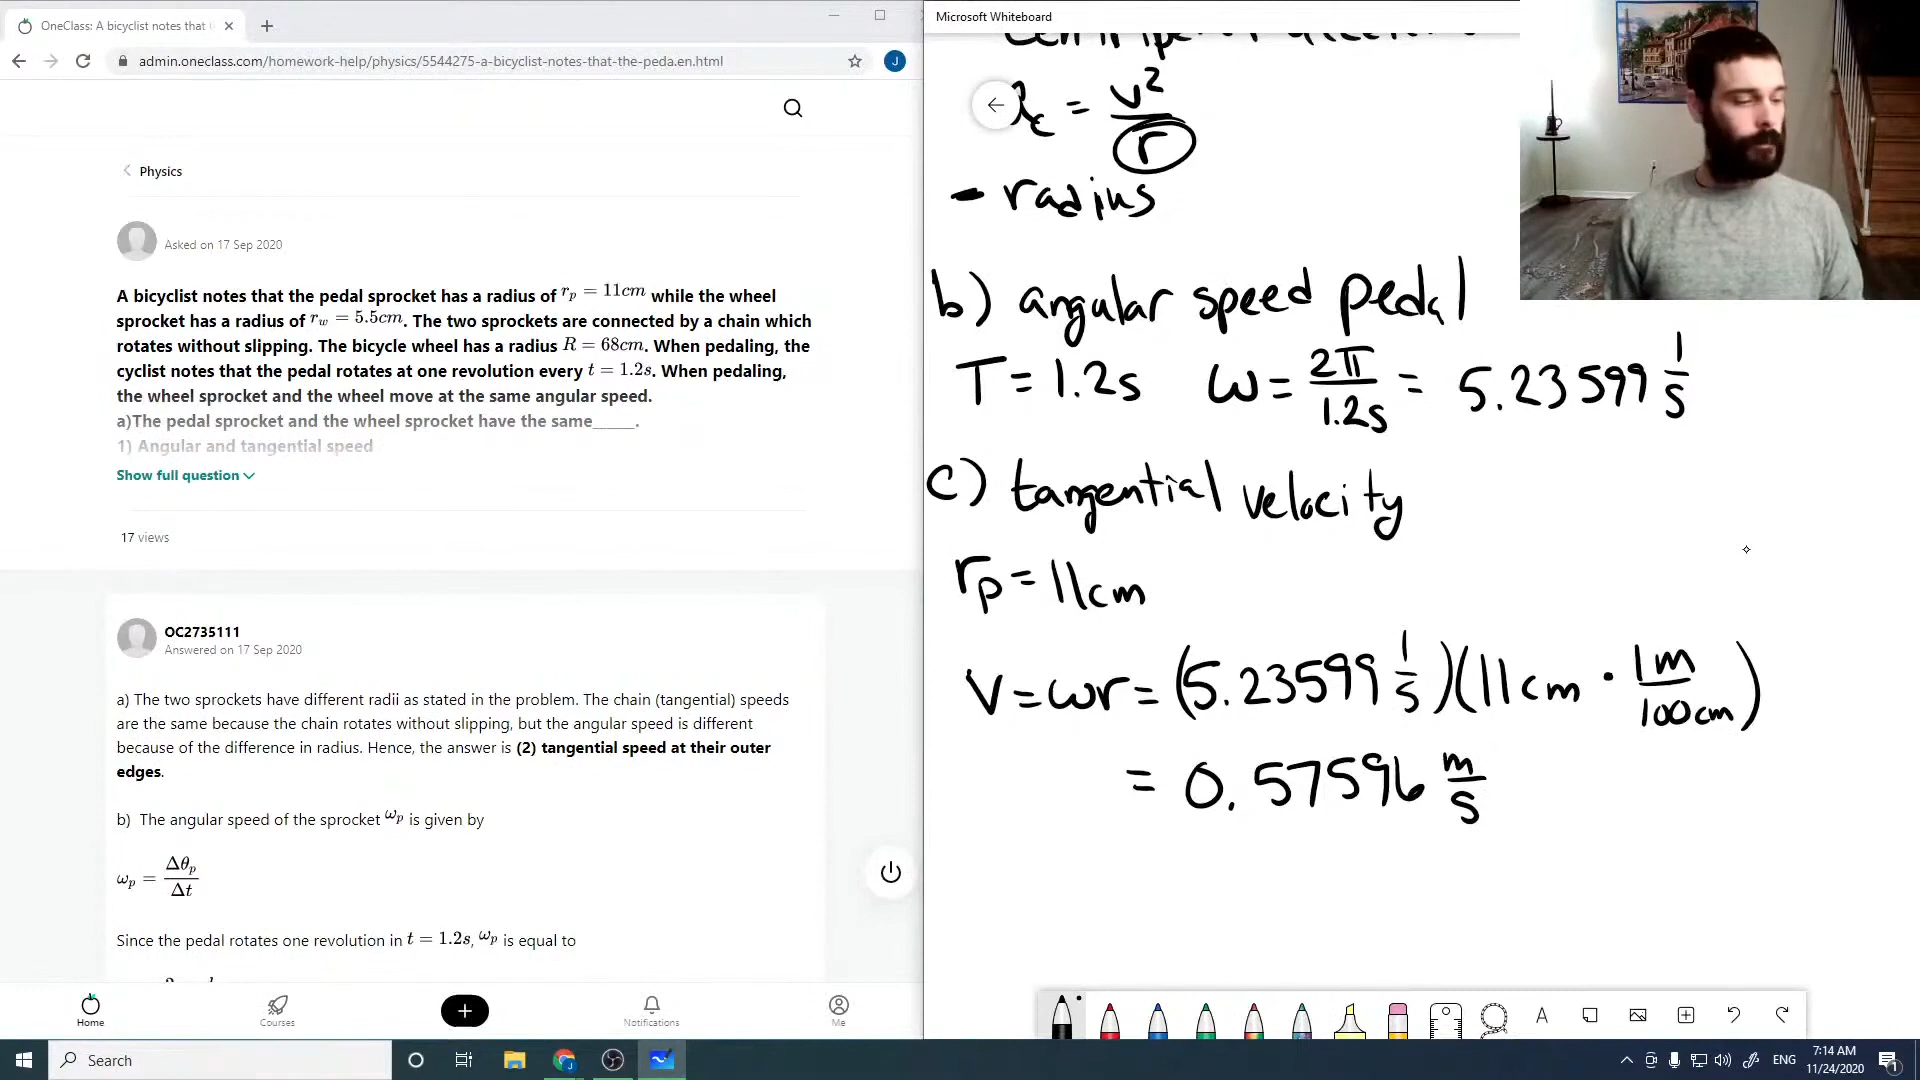 OneClass: A bicyclist notes that t
admin.oneclass.com/homework-help/physics/5544275-a-bicyclist-notes-that-the-peda.en.html
J
Physics
Asked on 17 Sep 2020
A bicyclist notes that the pedal sprocket has a radius of r_p = 11cm while the wheel
sprocket has a radius of r_w = 5.5cm. The two sprockets are connected by a chain which
rotates without slipping. The bicycle wheel has a radius R = 68cm. When pedaling, the
cyclist notes that the pedal rotates at one revolution every t = 1.2s. When pedaling,
the wheel sprocket and the wheel move at the same angular speed.
a)The pedal sprocket and the wheel sprocket have the same_____.
1) Angular and tangential speed
Show full question
17 views
OC2735111
Answered on 17 Sep 2020
a) The two sprockets have different radii as stated in the problem. The chain (tangential) speeds
are the same because the chain rotates without slipping, but the angular speed is different
because of the difference in radius. Hence, the answer is (2) tangential speed at their outer
edges.
b) The angular speed of the sprocket ω_p is given by
ω_p = Δθ_p / Δt
Since the pedal rotates one revolution in t = 1.2s, ω_p is equal to
Home
Courses
Notifications
Me
Microsoft Whiteboard
_c = v² / r
- radius
b) angular speed pedal
T = 1.2s ω = 2π / 1.2s = 5.23599 1/s
c) tangential velocity
r_p = 11cm
V = ωr = (5.23599 1/s)(11cm · 1m / 100cm)
= 0.57596 m/s
A
Search
ENG
7:14 AM
11/24/2020
1